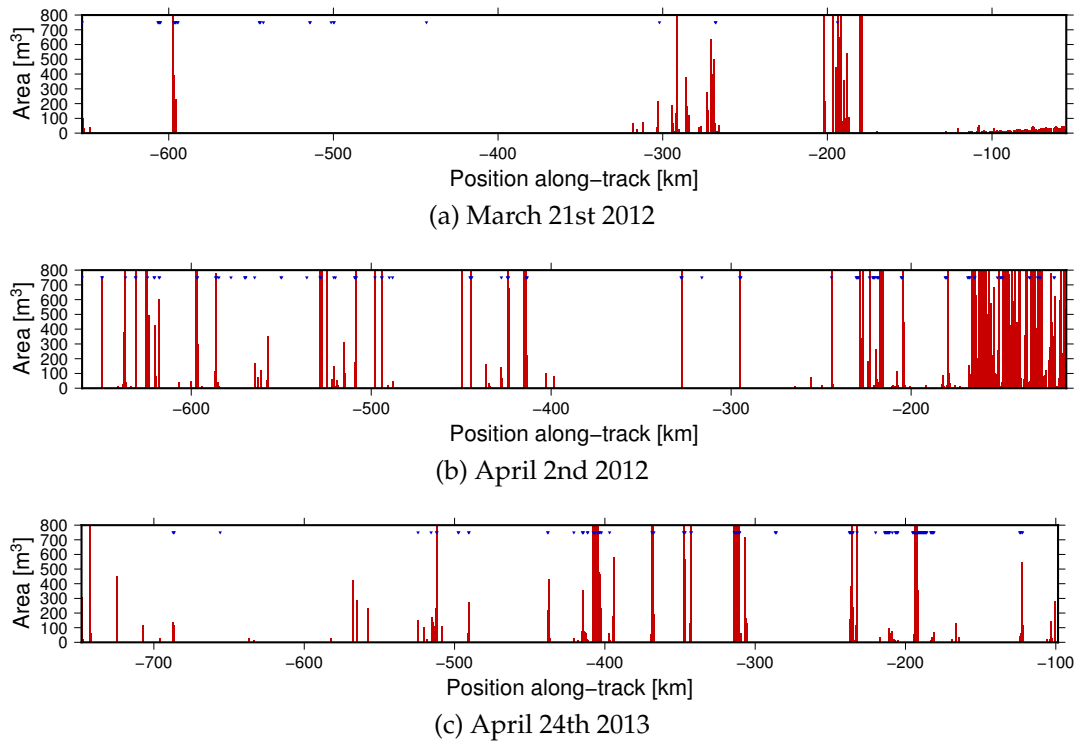 800
700
600
500
400
300
200
100
0
Area [m³]
−600 −500 −400 −300 −200 −100
Position along−track [km]
(a) March 21st 2012
800
700
600
500
400
300
200
100
0
Area [m³]
−600 −500 −400 −300 −200
Position along−track [km]
(b) April 2nd 2012
800
700
600
500
400
300
200
100
0
Area [m³]
−700 −600 −500 −400 −300 −200 −100
Position along−track [km]
(c) April 24th 2013